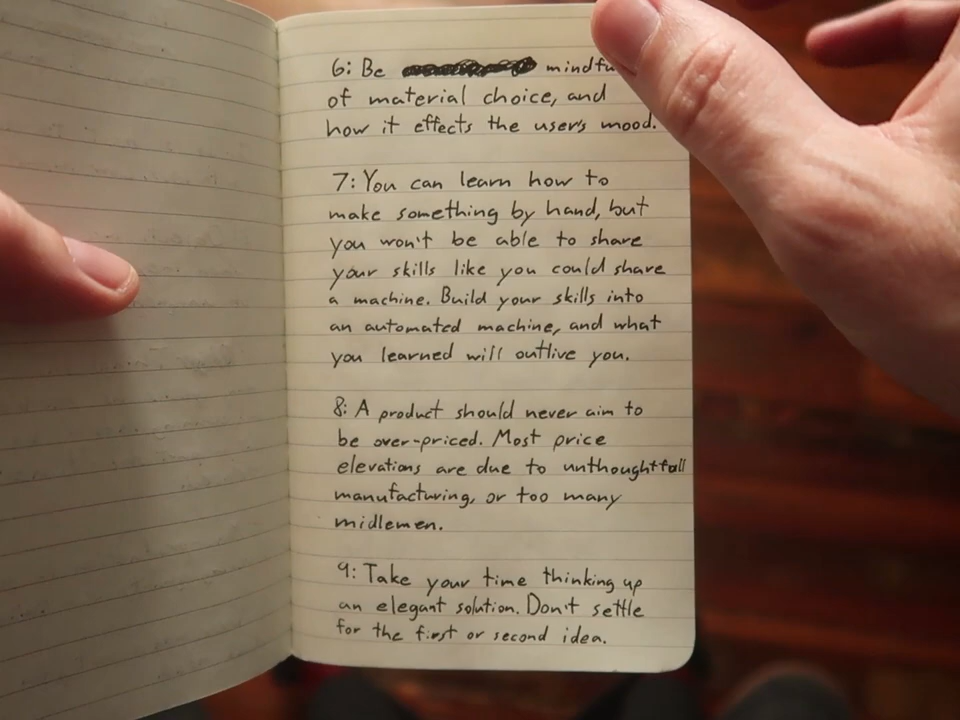 6: Be mindfu
of material choice, and
how it effects the user's mood.
7: You can learn how to
make something by hand, but
you won't be able to share
your skills like you could share
a machine. Build your skills into
an automated machine, and what
you learned will outlive you.
8: A product should never aim to
be over-priced. Most price
elevations are due to unthoughtfull
manufacturing, or too many
midlemen.
9: Take your time thinking up
an elegant solution. Don't settle
for the first or second idea.